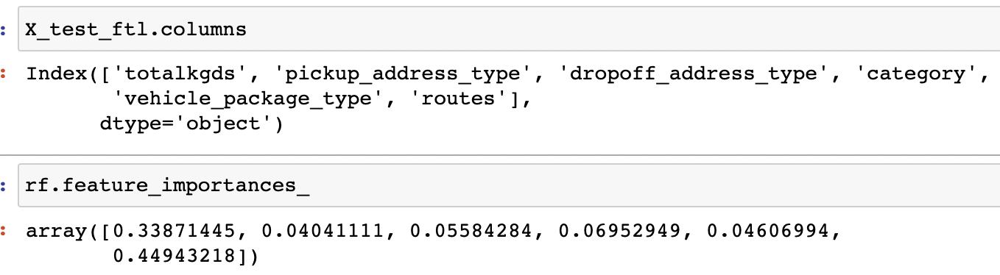 : X_test_ftl.columns
: Index(['totalkgds', 'pickup_address_type', 'dropoff_address_type', 'category',
'vehicle_package_type', 'routes'],
dtype='object')
: rf.feature_importances_
: array([0.33871445, 0.04041111, 0.05584284, 0.06952949, 0.04606994,
0.44943218])